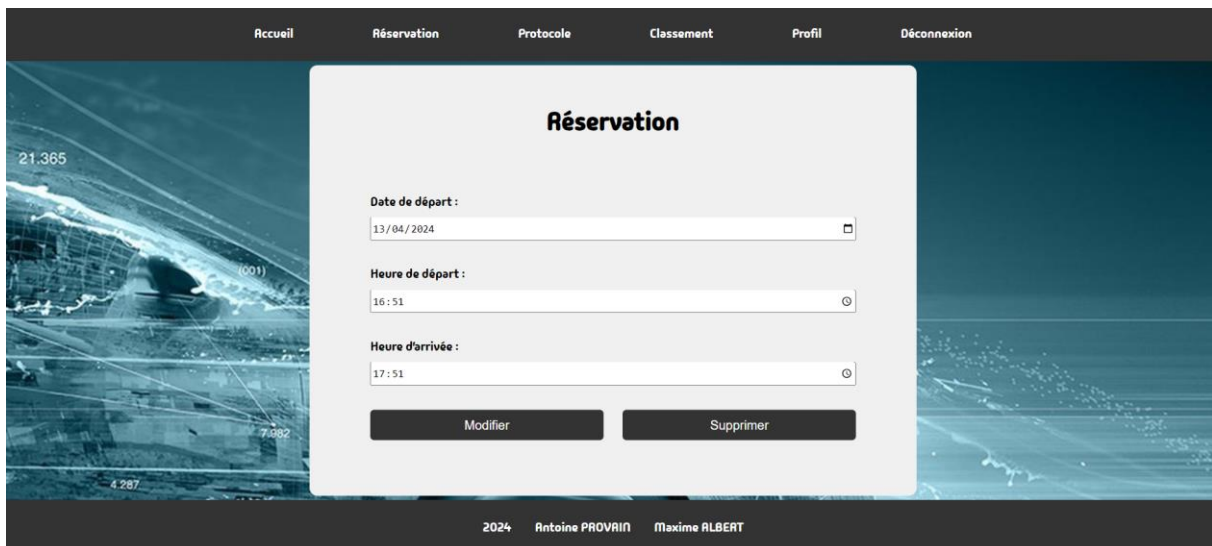 Accueil Réservation Protocole Classement Profil Déconnexion
Réservation
21.365
Date de départ :
13/04/2024
(001)
Heure de départ :
16:51
Heure d'arrivée :
17:51
Modifier Supprimer
7.982
4.287
2024 Antoine PROVAIN Maxime ALBERT